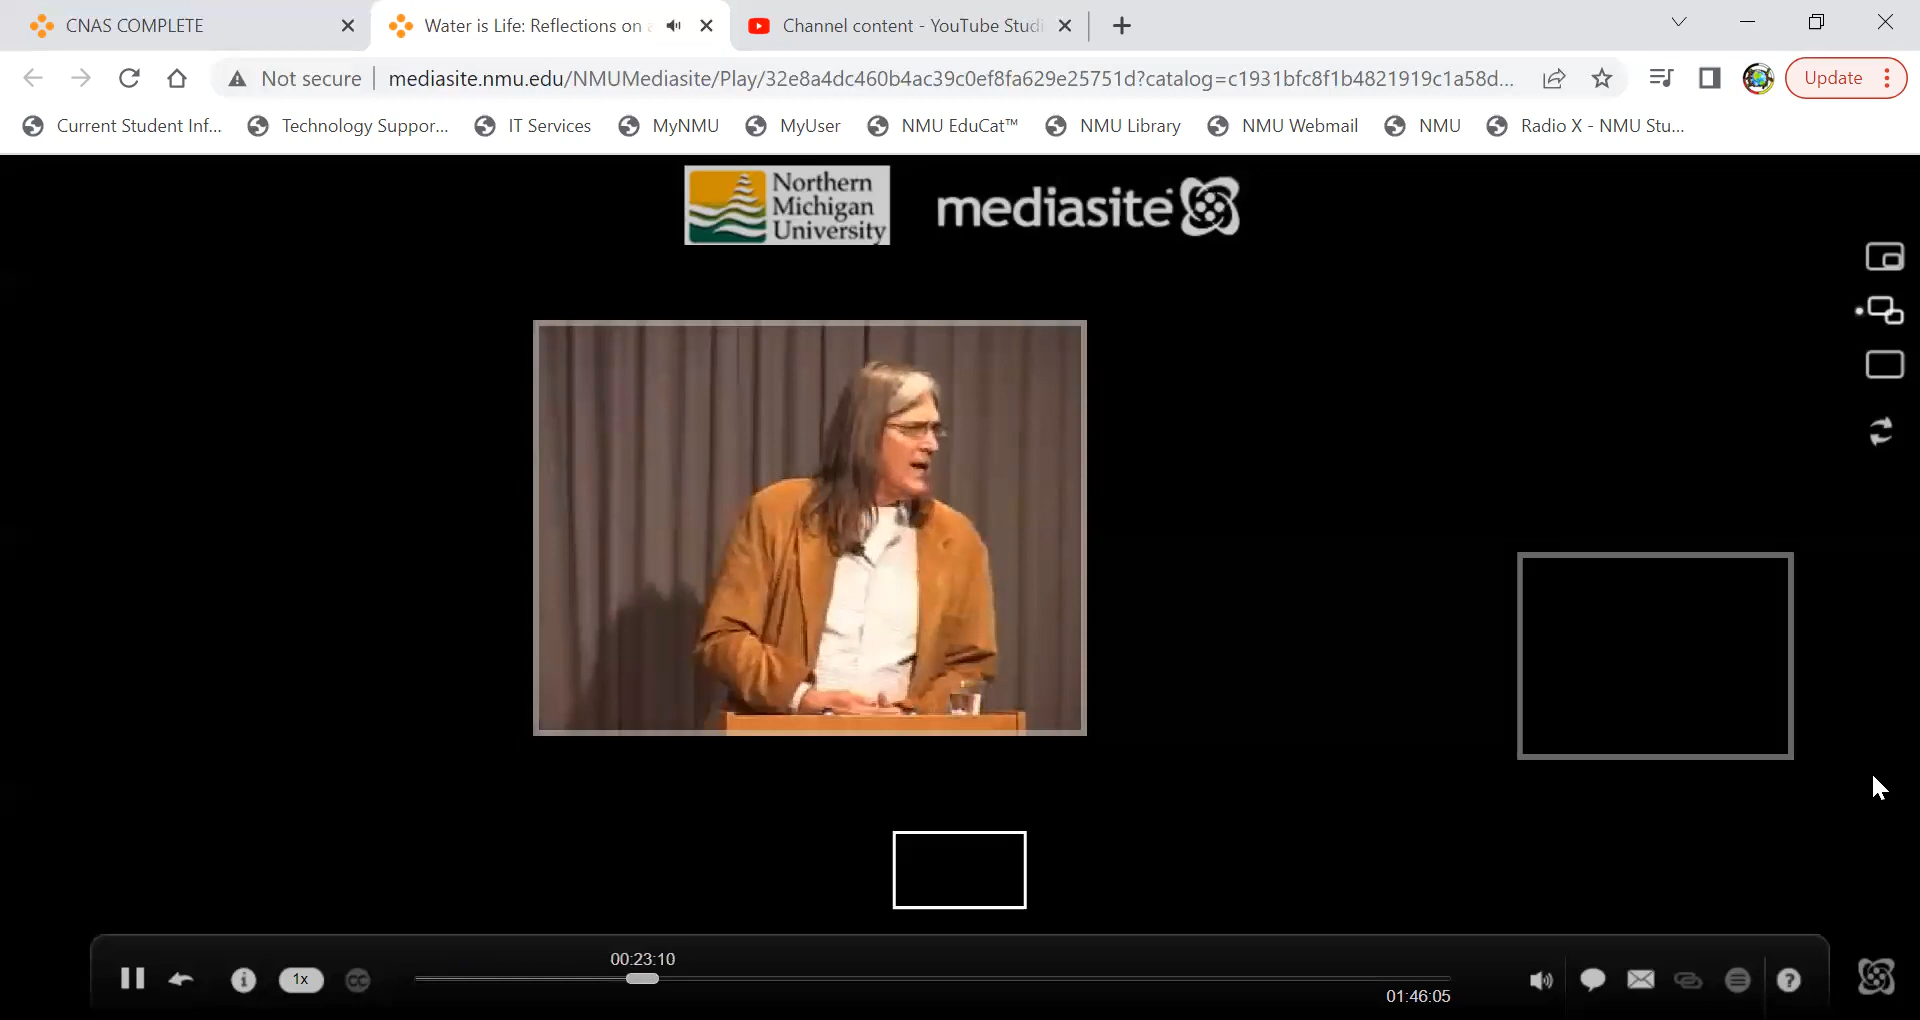 CNAS COMPLETE
Water is Life: Reflections on
Channel content - YouTube Studi
Not secure
mediasite.nmu.edu/NMUMediasite/Play/32e8a4dc460b4ac39c0ef8fa629e25751d?catalog=c1931bfc8f1b4821919c1a58d...
Update
Current Student Inf...
Technology Suppor...
IT Services
MyNMU
MyUser
NMU EduCat™
NMU Library
NMU Webmail
NMU
Radio X - NMU Stu...
Northern
Michigan
University
mediasite
00:23:10
1x
CC
01:46:05